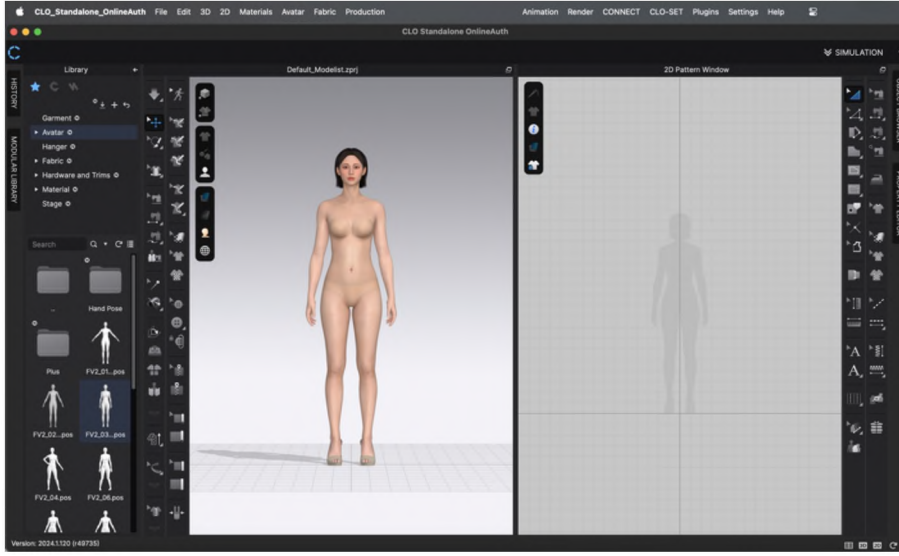 CLO_Standalone_OnlineAuth File Edit 3D 2D Materials Avatar Fabric Production Animation Render CONNECT CLO-SET Plugins Settings Help
CLO Standalone OnlineAuth
SIMULATION
Library
Default_Modelist.zprj
2D Pattern Window
HISTORY
MODULAR LIBRARY
Garment
Avatar
Hanger
Fabric
Hardware and Trims
Material
Stage
Search
..
Hand Pose
Plus
FV2_01...pos
FV2_02...pos
FV2_03...pos
FV2_04.pos
FV2_06.pos
Version: 2024.1.120 (r49735)